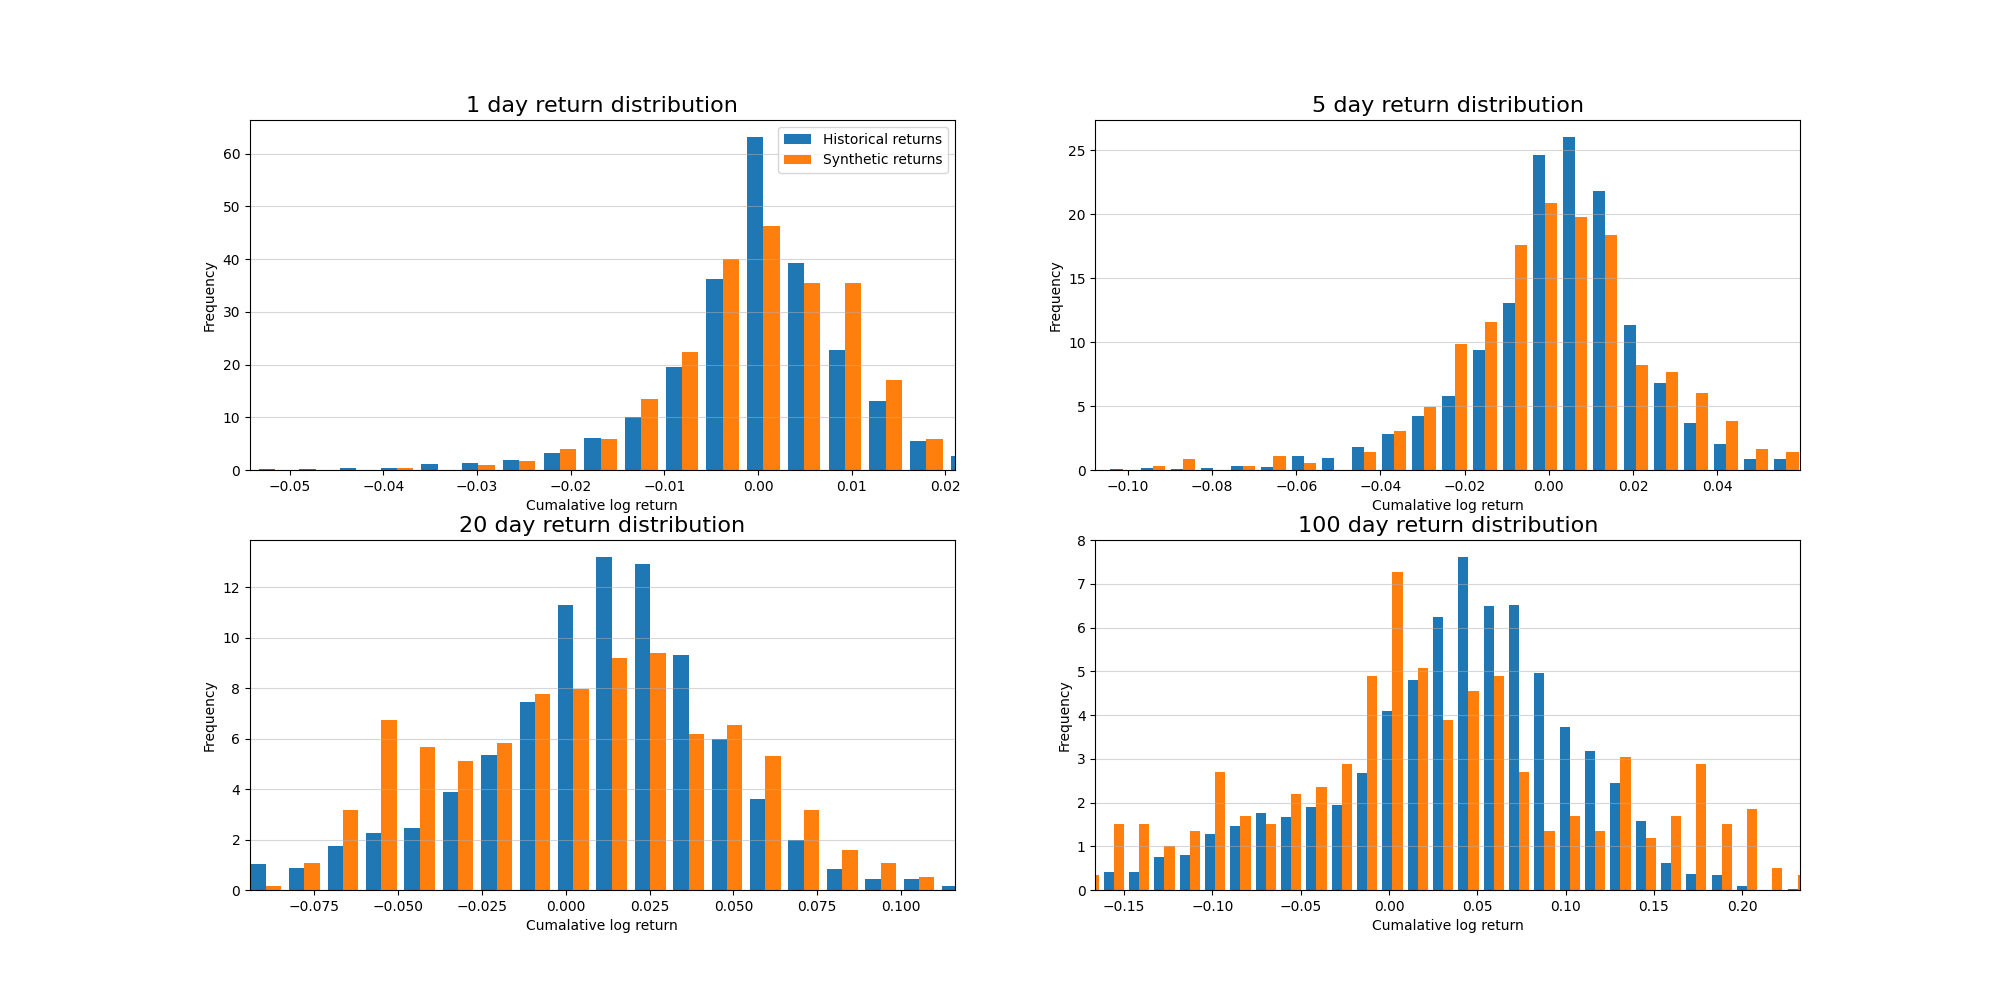 1 day return distribution
Historical returns
Synthetic returns
60
50
40
30
20
10
0
Frequency
−0.05 −0.04 −0.03 −0.02 −0.01 0.00 0.01 0.02
Cumalative log return
5 day return distribution
25
20
15
10
5
0
Frequency
−0.10 −0.08 −0.06 −0.04 −0.02 0.00 0.02 0.04
Cumalative log return
20 day return distribution
12
10
8
6
4
2
0
Frequency
−0.075 −0.050 −0.025 0.000 0.025 0.050 0.075 0.100
Cumalative log return
100 day return distribution
8
7
6
5
4
3
2
1
0
Frequency
−0.15 −0.10 −0.05 0.00 0.05 0.10 0.15 0.20
Cumalative log return